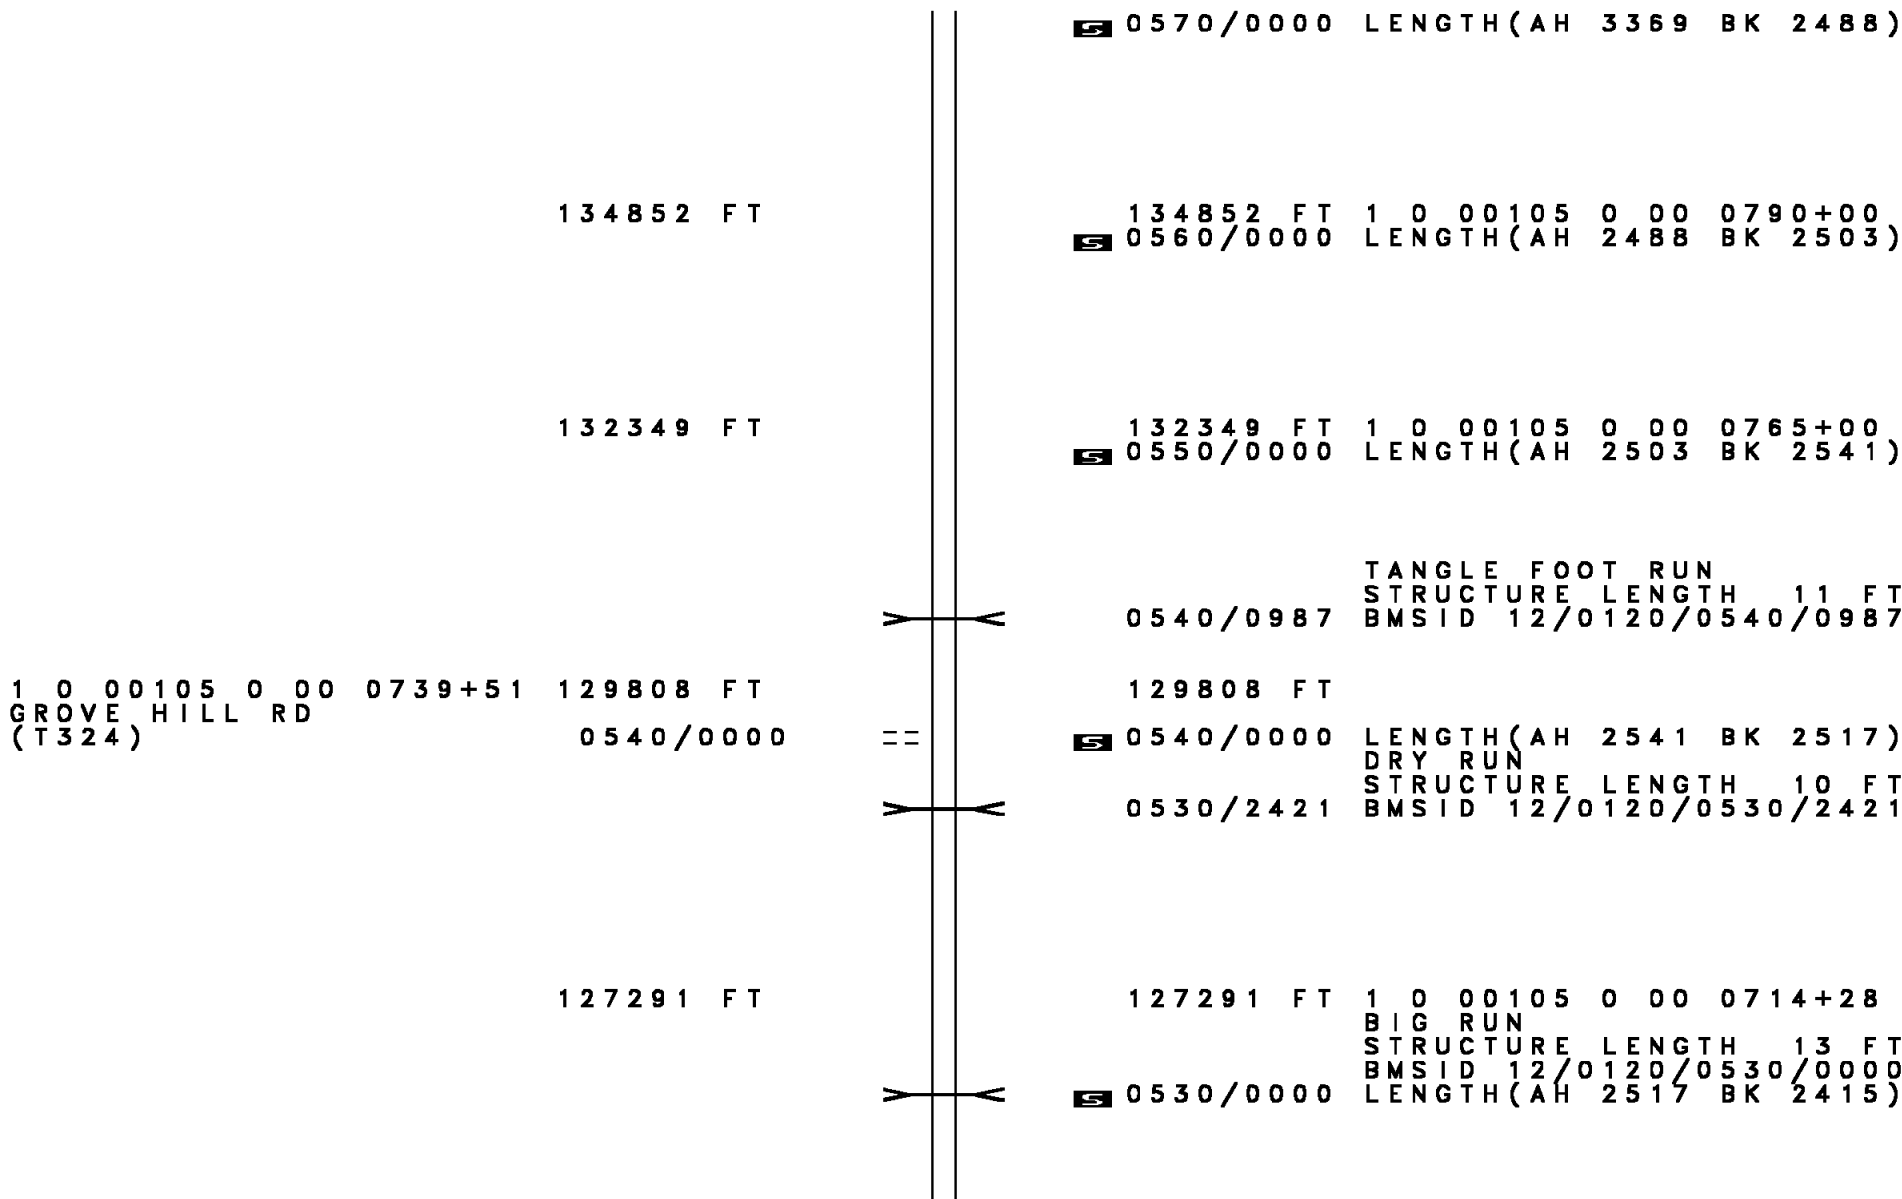 S 0570/0000 LENGTH(AH 3369 BK 2488)
134852 FT 134852 FT 1 0 00105 0 00 0790+00
S 0560/0000 LENGTH(AH 2488 BK 2503)
132349 FT 132349 FT 1 0 00105 0 00 0765+00
S 0550/0000 LENGTH(AH 2503 BK 2541)
TANGLE FOOT RUN
STRUCTURE LENGTH 11 FT
0540/0987 BMSID 12/0120/0540/0987
1 0 00105 0 00 0739+51 129808 FT 129808 FT
GROVE HILL RD
(T324) 0540/0000 == S 0540/0000 LENGTH(AH 2541 BK 2517)
DRY RUN
STRUCTURE LENGTH 10 FT
0530/2421 BMSID 12/0120/0530/2421
127291 FT 127291 FT 1 0 00105 0 00 0714+28
BIG RUN
STRUCTURE LENGTH 13 FT
BMSID 12/0120/0530/0000
S 0530/0000 LENGTH(AH 2517 BK 2415)